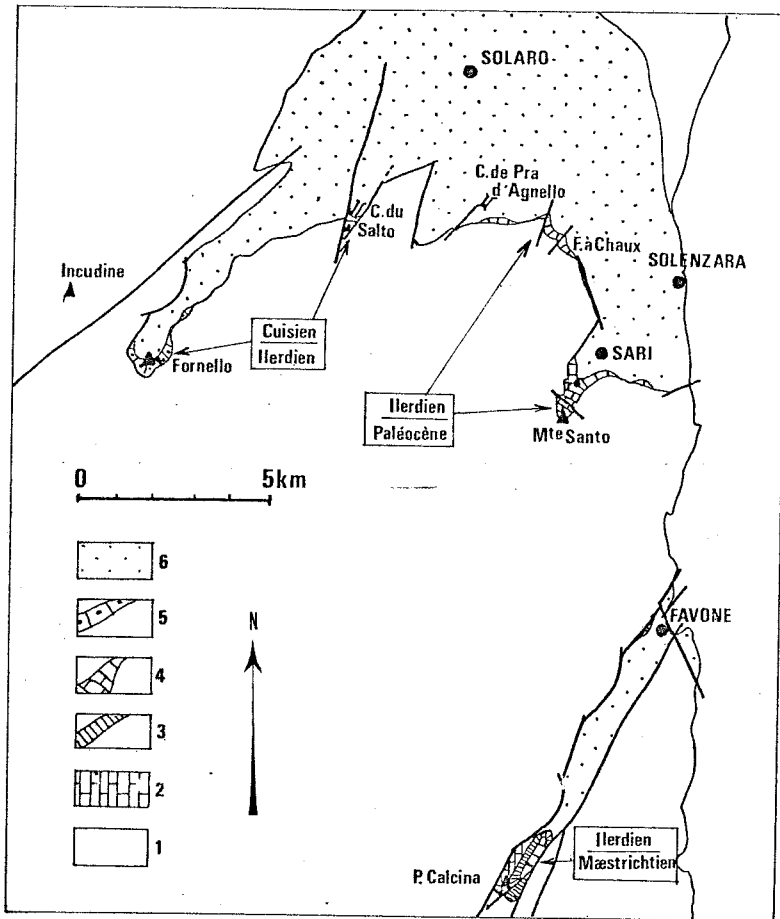 SOLARO
C. de Pra
d'Agnello
C. du
Salto
F. à Chaux
Incudine
SOLENZARA
Cuisien
Ilerdien
Fornello
SARI
Ilerdien
Paléocène
Mte Santo
0 5km
6
5
4
3
2
1
N
FAVONE
Ilerdien
Mæstrichtien
P. Calcina